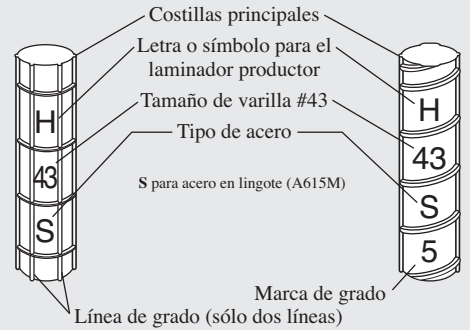 Costillas principales
Letra o símbolo para el
laminador productor
Tamaño de varilla #43
Tipo de acero
S para acero en lingote (A615M)
Marca de grado
Línea de grado (sólo dos líneas)
H
43
S
H
43
S
5